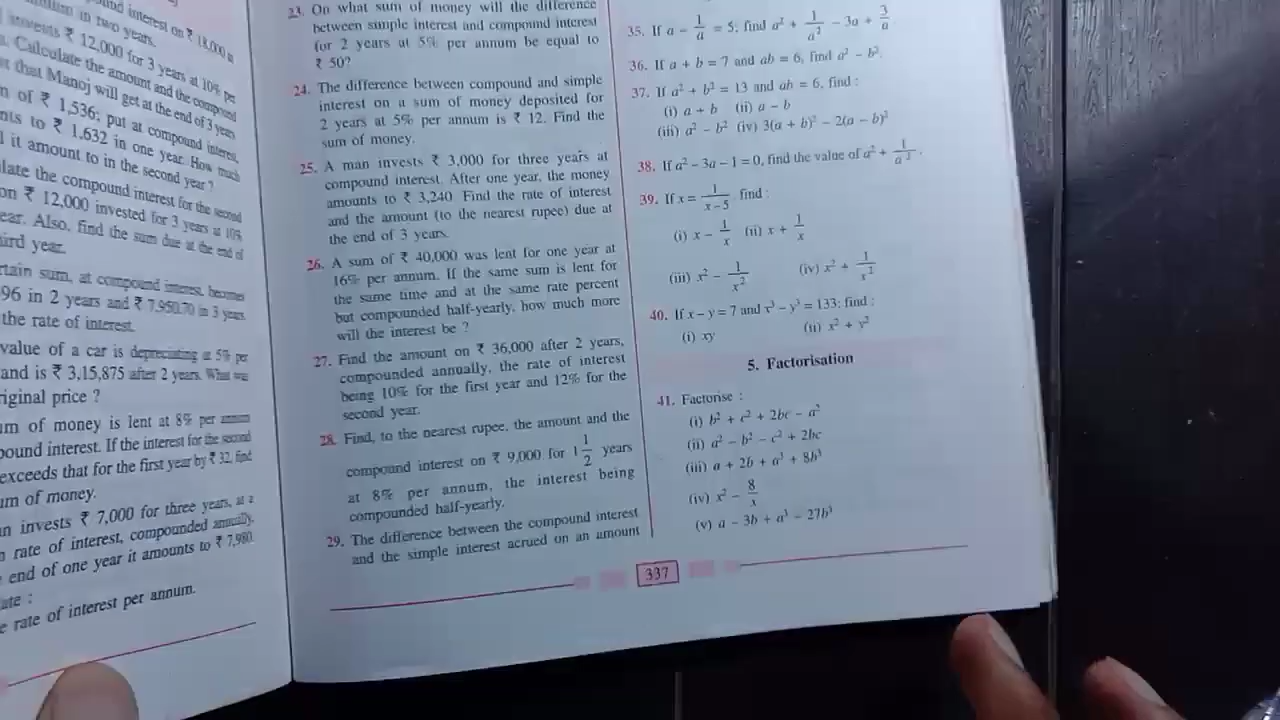 interest on ₹ 18,000 a
in two years.
invests ₹ 12,000 for 3 years at 10% per
Calculate the amount and the compound
that Manoj will get at the end of 3 years
of ₹ 1,536; put at compound interest,
to ₹ 1,632 in one year. How much
it amount to in the second year ?
the compound interest for the second
₹ 12,000 invested for 3 years at 10%
Also, find the sum due at the end of
year.
sum, at compound interest, becomes
96 in 2 years and ₹ 7,950.70 in 3 years.
the rate of interest.
value of a car is depreciating at 5% per
and is ₹ 3,15,875 after 2 years. What was
price ?
of money is lent at 8% per annum
interest. If the interest for the second
exceeds that for the first year by ₹ 32, find
of money.
invests ₹ 7,000 for three years, at a
rate of interest, compounded annually.
end of one year it amounts to ₹ 7,980.
:
rate of interest per annum.
23. On what sum of money will the difference
between simple interest and compound interest
for 2 years at 5% per annum be equal to
₹ 50?
24. The difference between compound and simple
interest on a sum of money deposited for
2 years at 5% per annum is ₹ 12. Find the
sum of money.
25. A man invests ₹ 3,000 for three years at
compound interest. After one year, the money
amounts to ₹ 3,240. Find the rate of interest
and the amount (to the nearest rupee) due at
the end of 3 years.
26. A sum of ₹ 40,000 was lent for one year at
16% per annum. If the same sum is lent for
the same time and at the same rate percent
but compounded half-yearly, how much more
will the interest be ?
27. Find the amount on ₹ 36,000 after 2 years,
compounded annually, the rate of interest
being 10% for the first year and 12% for the
second year.
28. Find, to the nearest rupee, the amount and the
compound interest on ₹ 9,000 for 1 1/2 years
at 8% per annum, the interest being
compounded half-yearly.
29. The difference between the compound interest
and the simple interest acrued on an amount
35. If a − 1/a = 5; find a² + 1/a² − 3a + 3/a
36. If a + b = 7 and ab = 6, find a² − b².
37. If a² + b² = 13 and ab = 6, find :
(i) a + b (ii) a − b
(iii) a² − b² (iv) 3(a + b)² − 2(a − b)²
38. If a² − 3a − 1 = 0, find the value of a² + 1/a².
39. If x = 1/(x − 5) find :
(i) x − 1/x (ii) x + 1/x
(iii) x² − 1/x² (iv) x² + 1/x²
40. If x − y = 7 and x³ − y³ = 133; find :
(i) xy (ii) x² + y²
5. Factorisation
41. Factorise :
(i) b² + c² + 2bc − a²
(ii) a² − b² − c² + 2bc
(iii) a + 2b + a³ + 8b³
(iv) x² − 8/x
(v) a − 3b + a³ − 27b³
337